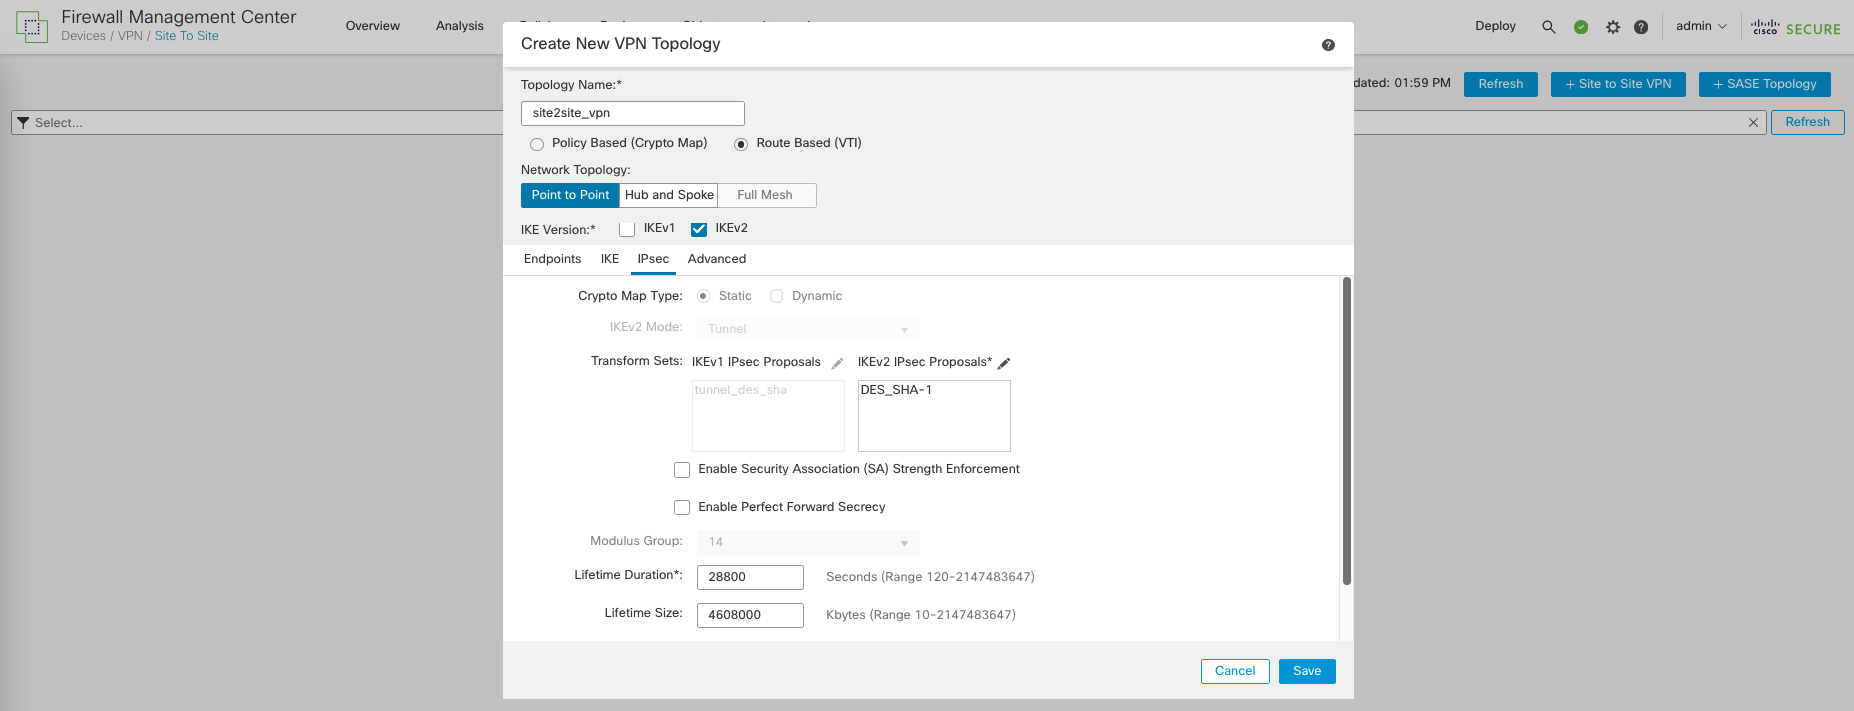 Firewall Management Center
Devices / VPN / Site To Site
Overview
Analysis
Deploy
admin
cisco SECURE
Create New VPN Topology
dated: 01:59 PM
Refresh
+ Site to Site VPN
+ SASE Topology
Select...
Refresh
Topology Name:*
site2site_vpn
Policy Based (Crypto Map)
Route Based (VTI)
Network Topology:
Point to Point
Hub and Spoke
Full Mesh
IKE Version:*
IKEv1
IKEv2
Endpoints
IKE
IPsec
Advanced
Crypto Map Type:
Static
Dynamic
IKEv2 Mode:
Tunnel
Transform Sets:
IKEv1 IPsec Proposals
IKEv2 IPsec Proposals*
tunnel_des_sha
DES_SHA-1
Enable Security Association (SA) Strength Enforcement
Enable Perfect Forward Secrecy
Modulus Group:
14
Lifetime Duration*:
28800
Seconds (Range 120-2147483647)
Lifetime Size:
4608000
Kbytes (Range 10-2147483647)
Cancel
Save